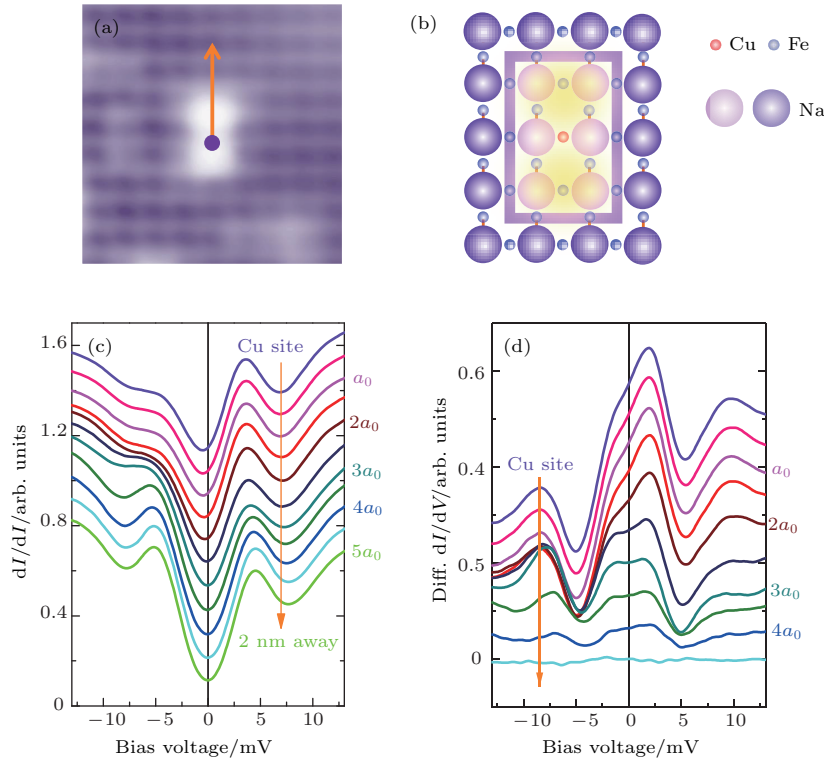 (a)
(b)
Cu Fe
Na
(c)
Cu site
a0
2a0
3a0
4a0
5a0
2 nm away
dI/dI/arb. units
1.6
1.2
0.8
0.4
0
−10 −5 0 5 10
Bias voltage/mV
(d)
Cu site
a0
2a0
3a0
4a0
Diff. dI/dV/arb. units
0.6
0.4
0.5
0
−10 −5 0 5 10
Bias voltage/mV